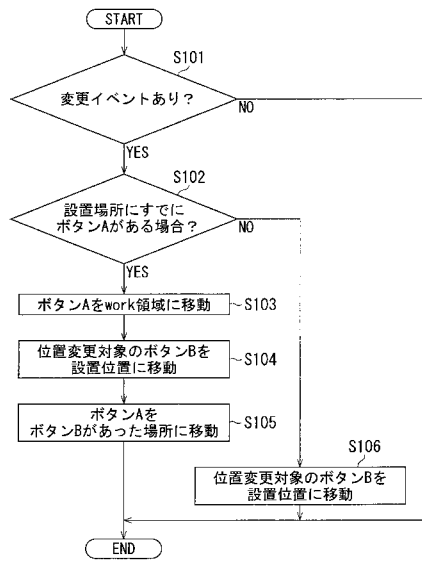 START
S101
変更イベントあり?
NO
YES
S102
設置場所にすでに
ボタンAがある場合?
NO
YES
ボタンAをwork領域に移動
S103
位置変更対象のボタンBを
設置位置に移動
S104
ボタンAを
ボタンBがあった場所に移動
S105
S106
位置変更対象のボタンBを
設置位置に移動
END